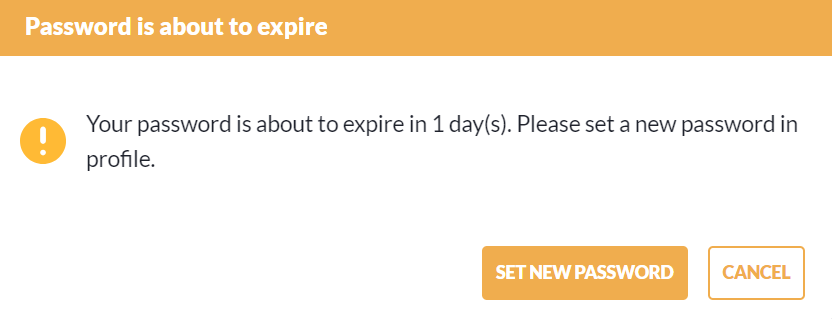 Password is about to expire
Your password is about to expire in 1 day(s). Please set a new password in
profile.
SET NEW PASSWORD
CANCEL